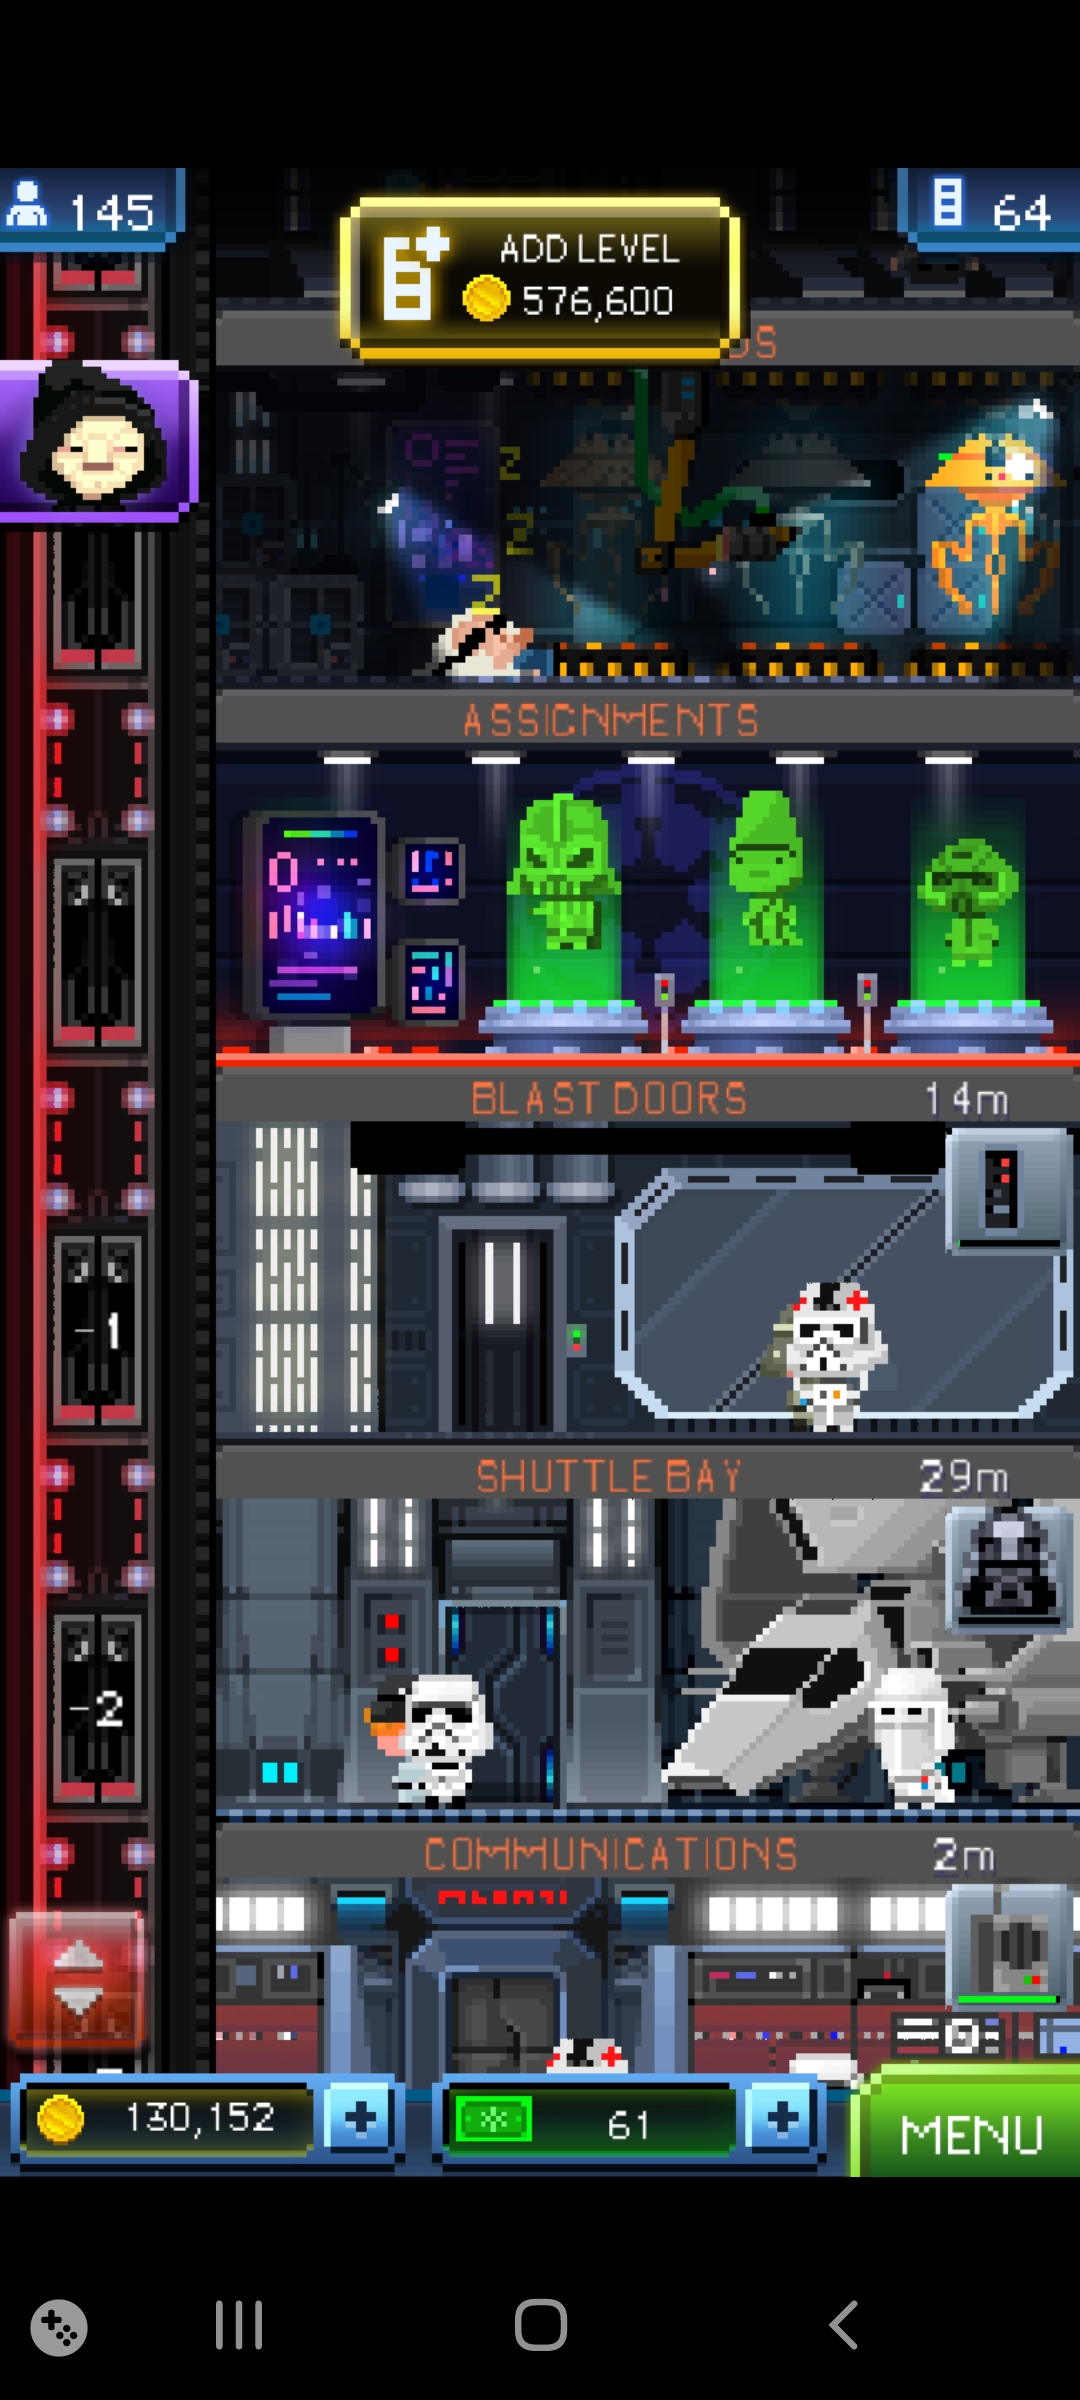 145
ADD LEVEL
576,600
64
DS
Z
Z
Z
ASSIGNMENTS
BLAST DOORS 14m
-1
SHUTTLE BAY 29m
-2
COMMUNICATIONS 2m
130,152
61
MENU